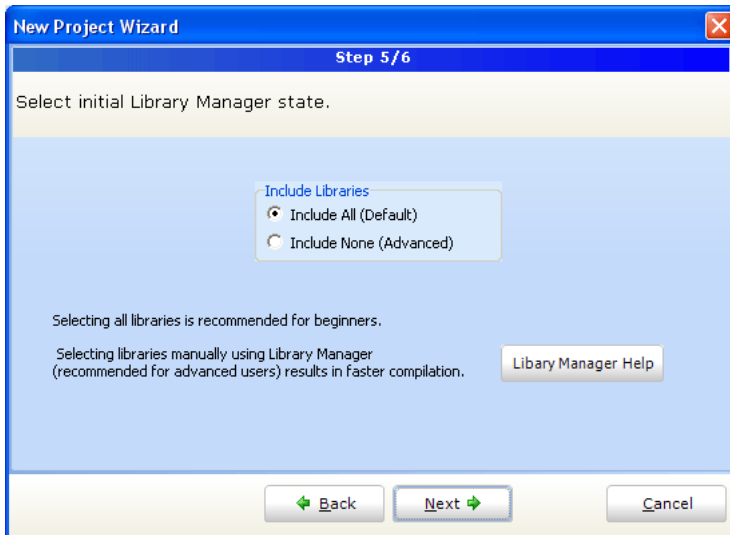 New Project Wizard
Step 5/6
Select initial Library Manager state.
Include Libraries
Include All (Default)
Include None (Advanced)
Selecting all libraries is recommended for beginners.
Selecting libraries manually using Library Manager
(recommended for advanced users) results in faster compilation.
Libary Manager Help
Back
Next
Cancel